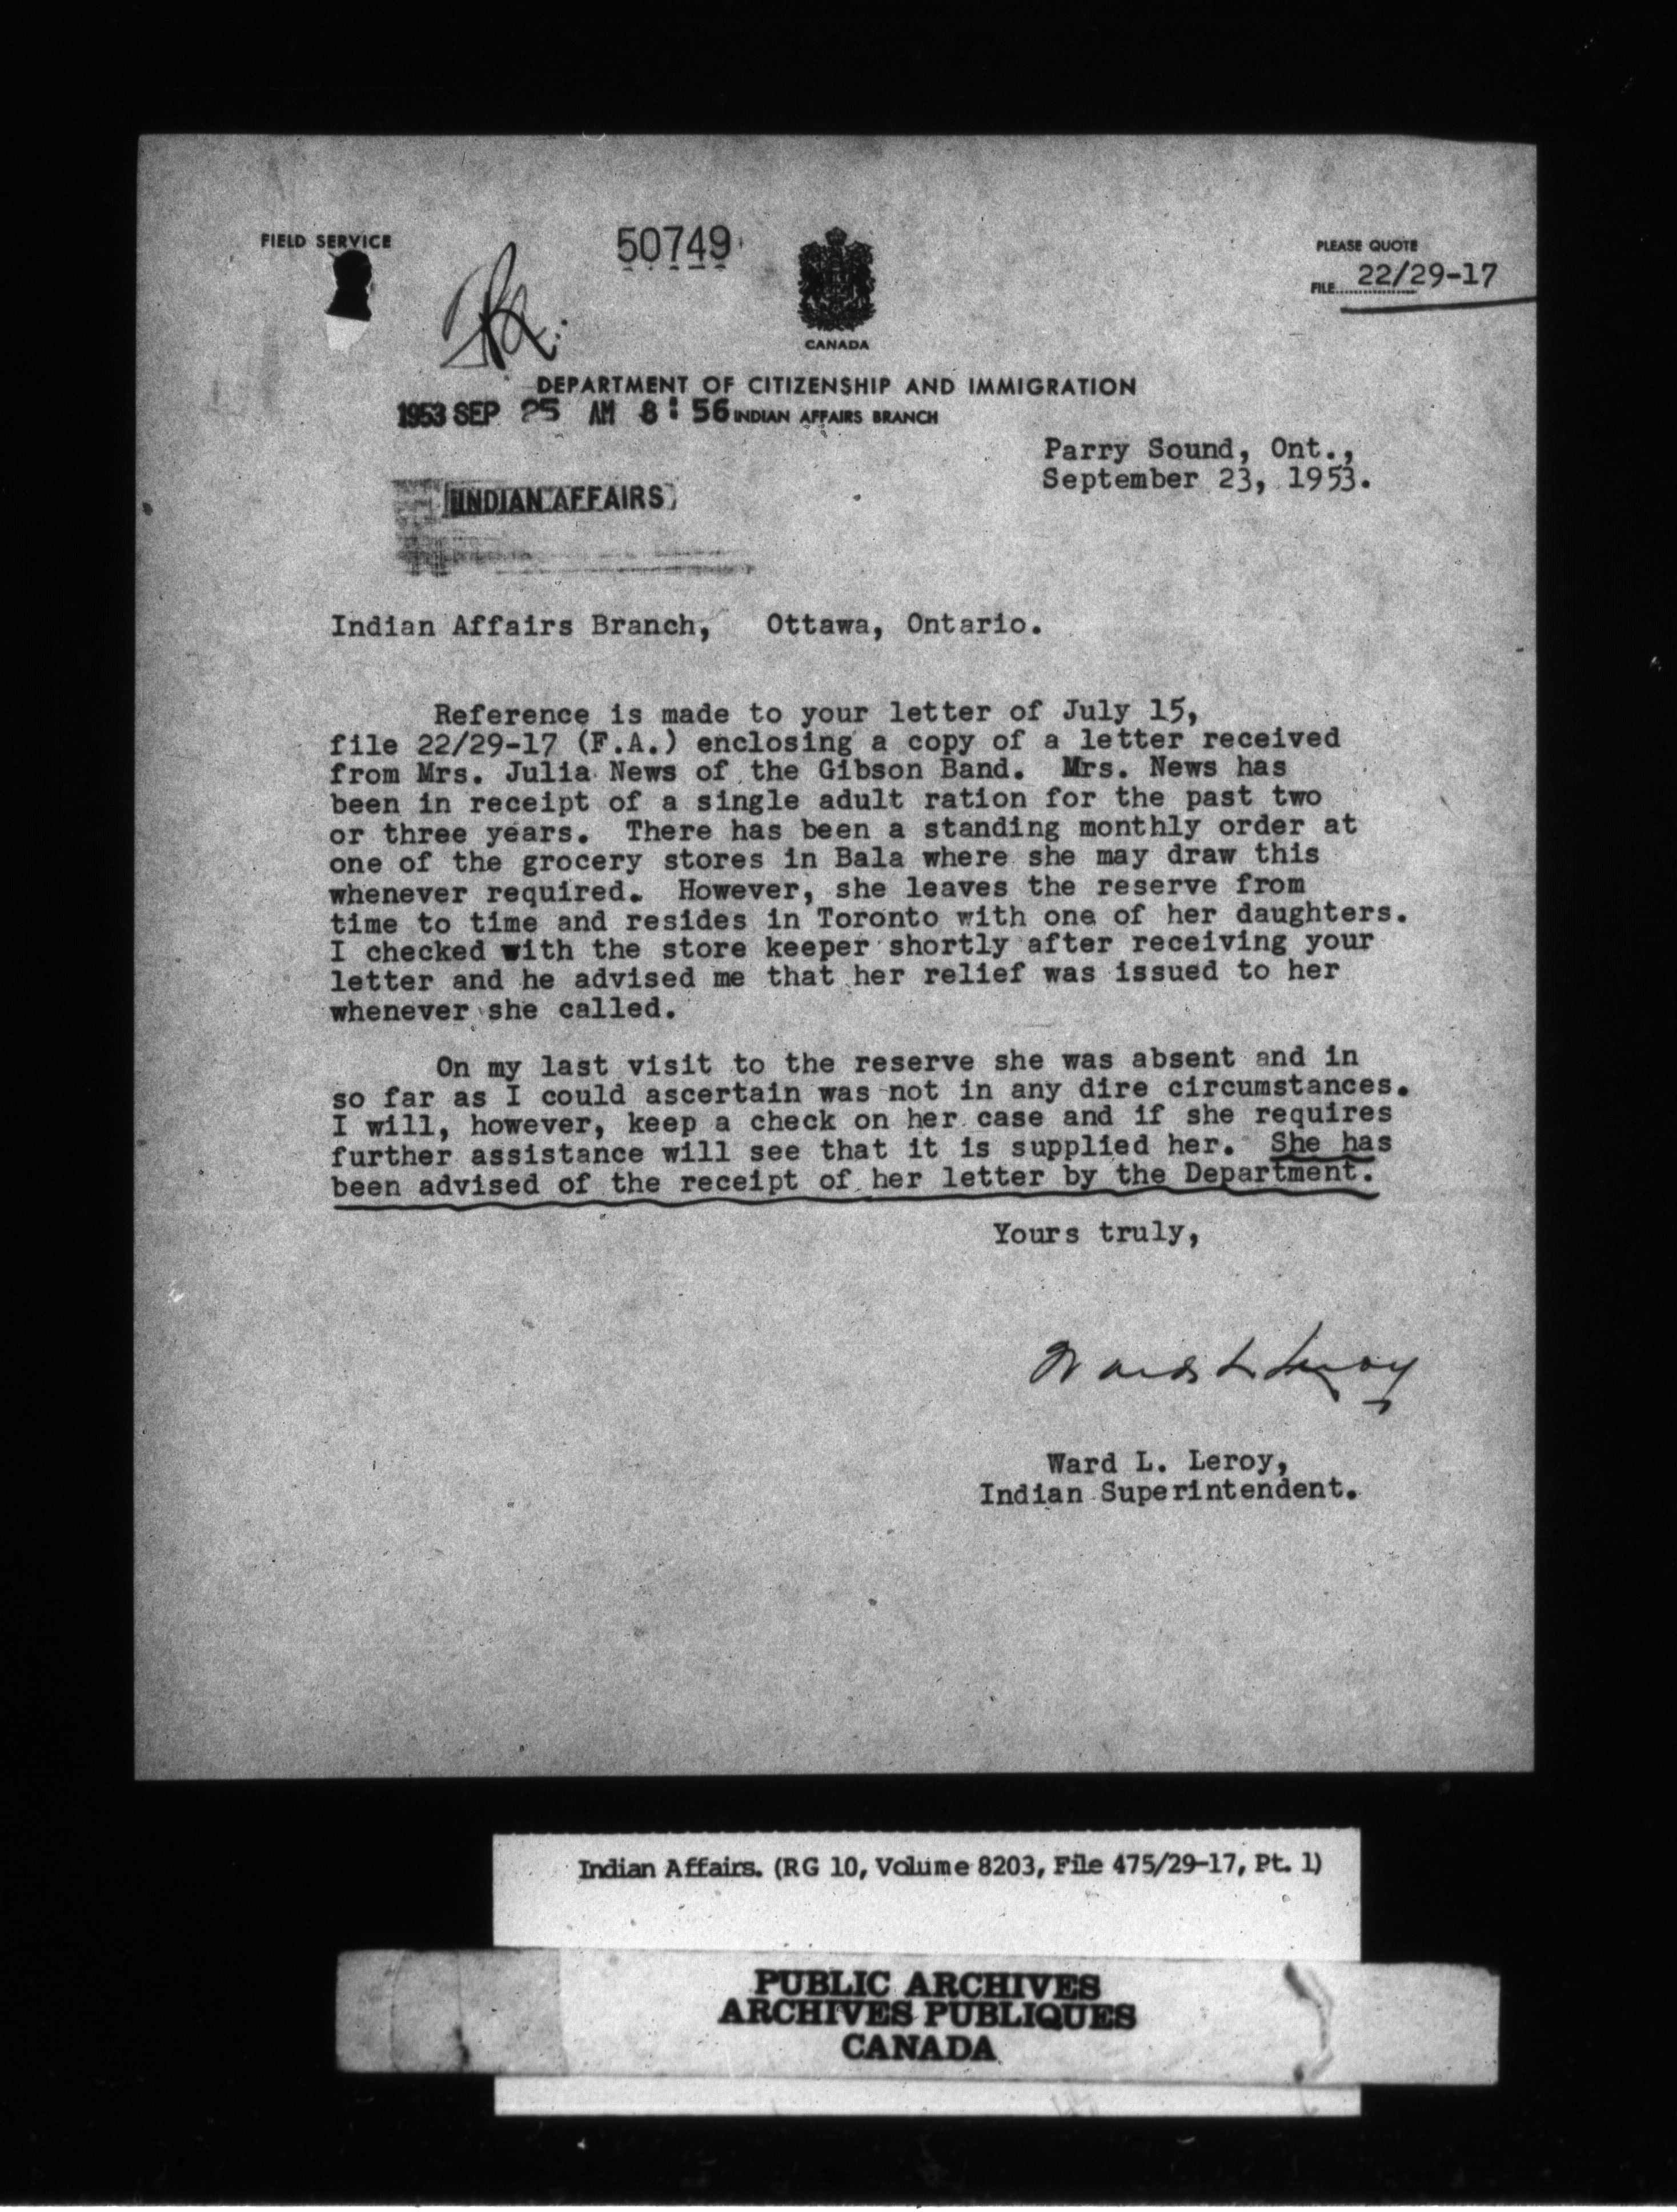 FIELD SERVICE
50749
PLEASE QUOTE
FILE 22/29-17
CANADA
DEPARTMENT OF CITIZENSHIP AND IMMIGRATION
1953 SEP 25 AM 8:56 INDIAN AFFAIRS BRANCH
Parry Sound, Ont.,
September 23, 1953.
INDIAN AFFAIRS
Indian Affairs Branch, Ottawa, Ontario.
Reference is made to your letter of July 15,
file 22/29-17 (F.A.) enclosing a copy of a letter received
from Mrs. Julia News of the Gibson Band. Mrs. News has
been in receipt of a single adult ration for the past two
or three years. There has been a standing monthly order at
one of the grocery stores in Bala where she may draw this
whenever required. However, she leaves the reserve from
time to time and resides in Toronto with one of her daughters.
I checked with the store keeper shortly after receiving your
letter and he advised me that her relief was issued to her
whenever she called.
On my last visit to the reserve she was absent and in
so far as I could ascertain was not in any dire circumstances.
I will, however, keep a check on her case and if she requires
further assistance will see that it is supplied her. She has
been advised of the receipt of her letter by the Department.
Yours truly,
Ward L Leroy
Ward L. Leroy,
Indian Superintendent.
Indian Affairs. (RG 10, Volume 8203, File 475/29-17, Pt. 1)
PUBLIC ARCHIVES
ARCHIVES PUBLIQUES
CANADA